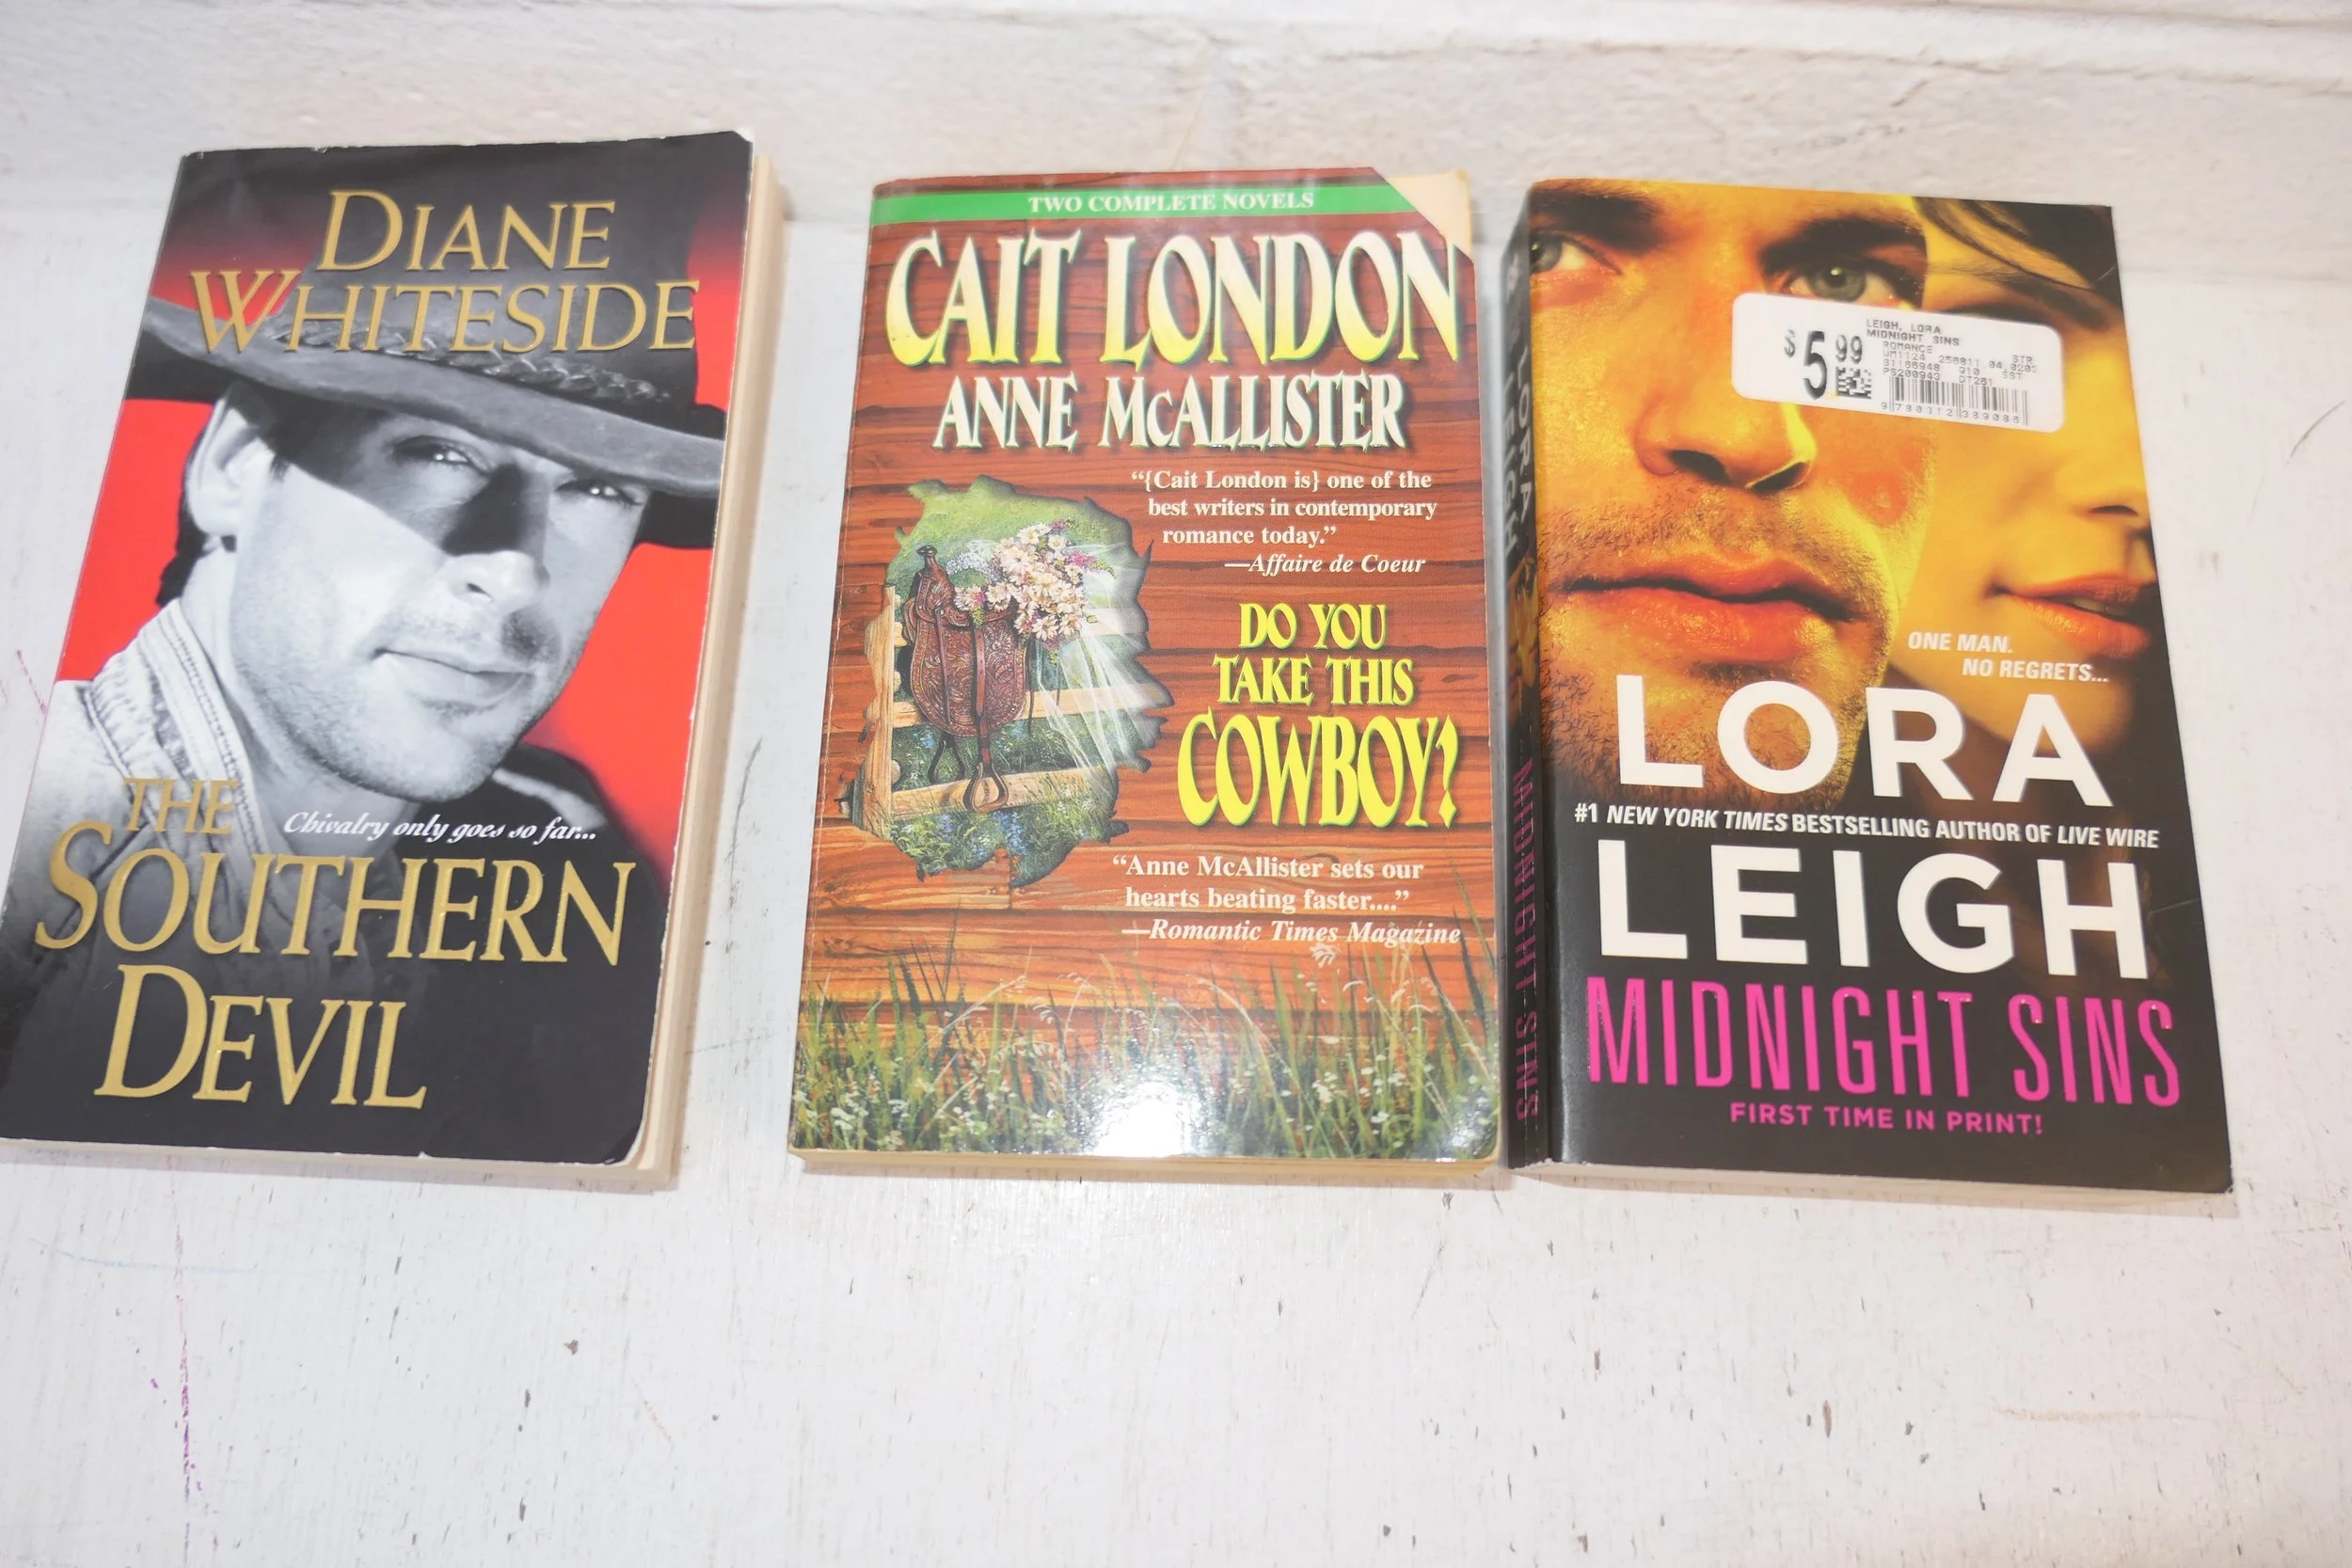 DIANE
WHITESIDE
THE
Chivalry only goes so far...
SOUTHERN
DEVIL
TWO COMPLETE NOVELS
CAIT LONDON
ANNE McALLISTER
“{Cait London is} one of the
best writers in contemporary
romance today.”
—Affaire de Coeur
DO YOU
TAKE THIS
COWBOY?
“Anne McAllister sets our
hearts beating faster....”
—Romantic Times Magazine
LORA LEIGH
MIDNIGHT SINS
$5.99
LEIGH, LORA
MIDNIGHT SINS
ROMANCE
STR
ONE MAN.
NO REGRETS...
LORA
#1 NEW YORK TIMES BESTSELLING AUTHOR OF LIVE WIRE
LEIGH
MIDNIGHT SINS
FIRST TIME IN PRINT!